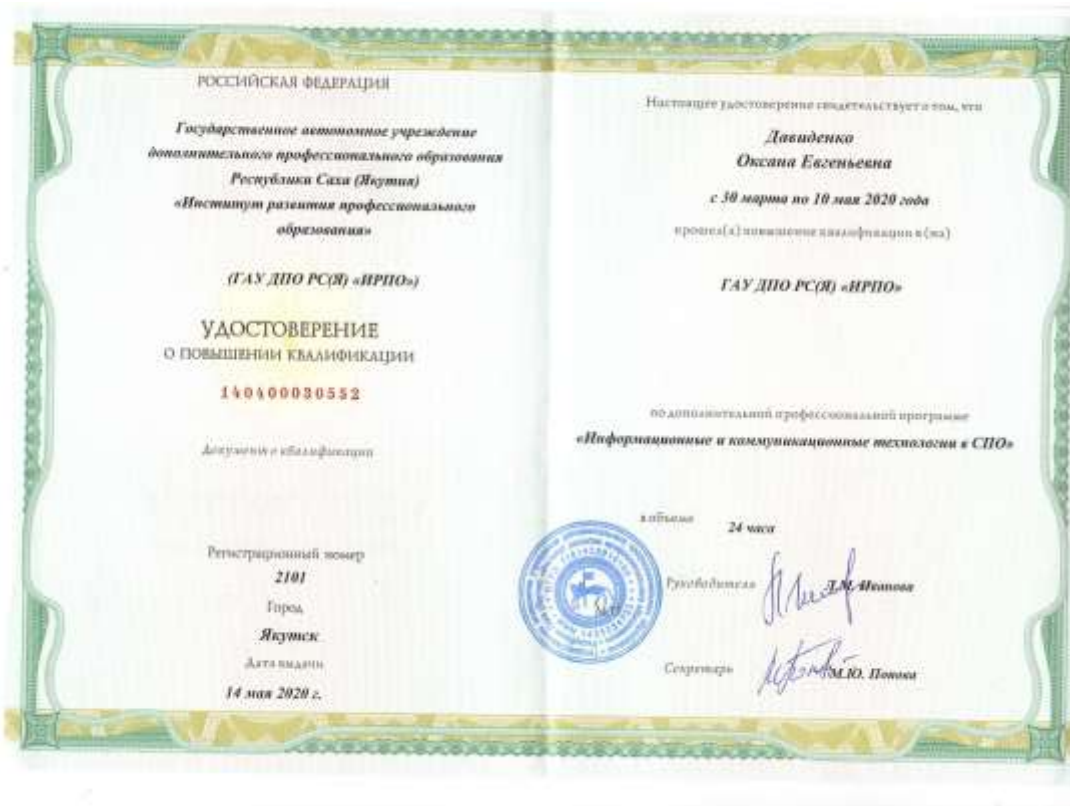 РОССИЙСКАЯ ФЕДЕРАЦИЯ
Государственное автономное учреждение
дополнительного профессионального образования
Республики Саха (Якутия)
«Институт развития профессионального
образования»
(ГАУ ДПО РС(Я) «ИРПО»)
УДОСТОВЕРЕНИЕ
О ПОВЫШЕНИИ КВАЛИФИКАЦИИ
140400030552
Документ о квалификации
Регистрационный номер
2101
Город
Якутск
Дата выдачи
14 мая 2020 г.
Настоящее удостоверение свидетельствует о том, что
Давиденко
Оксана Евгеньевна
с 30 марта по 10 мая 2020 года
прошел(а) повышение квалификации в (на)
ГАУ ДПО РС(Я) «ИРПО»
по дополнительной профессиональной программе
«Информационные и коммуникационные технологии в СПО»
в объеме
24 часа
Руководитель
Л.М. Иванова
Секретарь
М.Ю. Попова